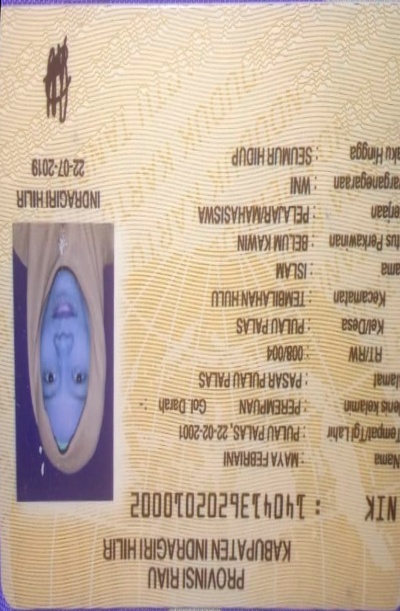 PROVINSI RIAU
KABUPATEN INDRAGIRI HILIR
NIK : 1404136202010002
Nama : MAYA FEBRIANI
Tempat/Tgl Lahir : PULAU PALAS, 22-02-2001
Jenis kelamin : PEREMPUAN Gol. Darah : -
Alamat : PASAR PULAU PALAS
RT/RW : 008/004
Kel/Desa : PULAU PALAS
Kecamatan : TEMBILAHAN HULU
ama : ISLAM
tus Perkawinan : BELUM KAWIN
erjaan : PELAJAR/MAHASISWA
arganegaraan : WNI
aku Hingga : SEUMUR HIDUP
INDRAGIRI HILIR
22-07-2019